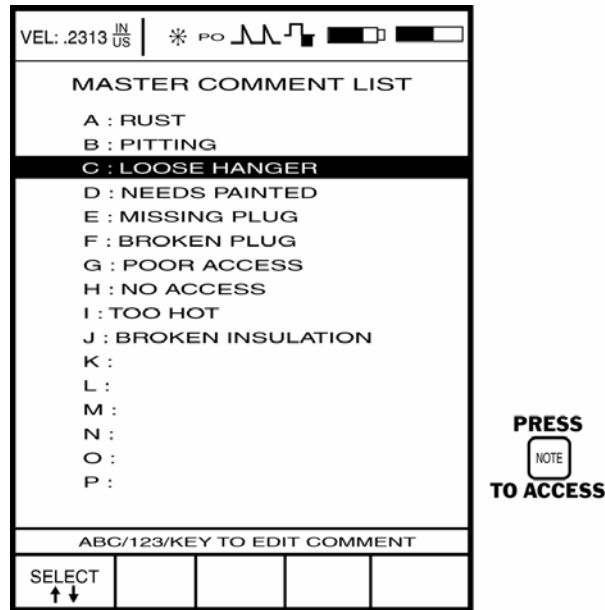 VEL: .2313 IN/US PO
MASTER COMMENT LIST
A : RUST
B : PITTING
C : LOOSE HANGER
D : NEEDS PAINTED
E : MISSING PLUG
F : BROKEN PLUG
G : POOR ACCESS
H : NO ACCESS
I : TOO HOT
J : BROKEN INSULATION
K :
L :
M :
N :
O :
P :
ABC/123/KEY TO EDIT COMMENT
SELECT
PRESS
NOTE
TO ACCESS